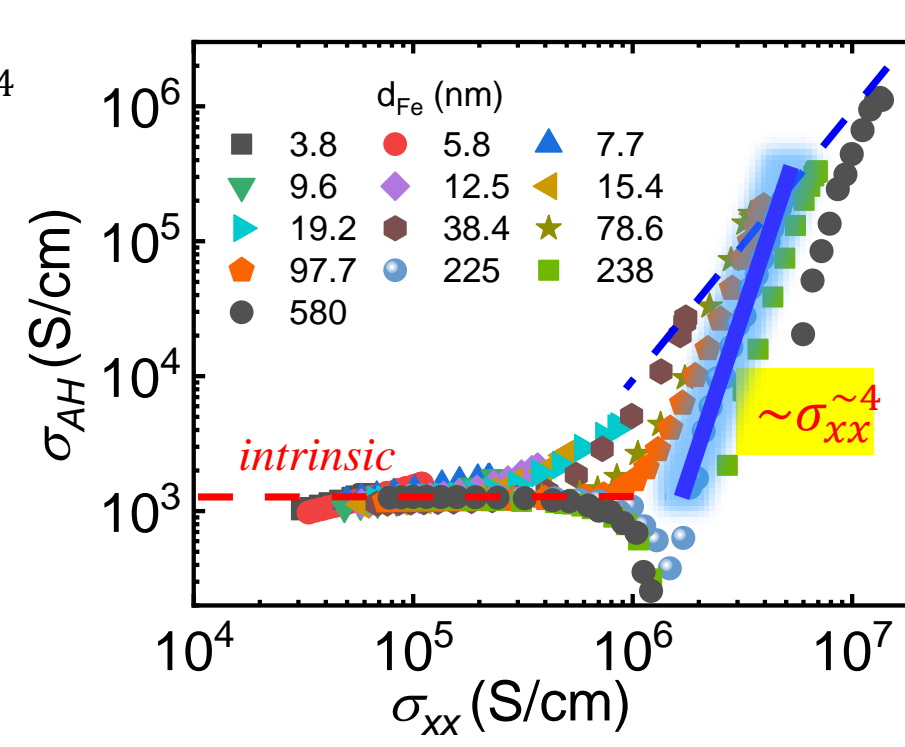 4
d_Fe (nm)
3.8 5.8 7.7
9.6 12.5 15.4
19.2 38.4 78.6
97.7 225 238
580
10^6
10^5
10^4
10^3
σ_AH (S/cm)
intrinsic
~σ_xx^~4
10^4 10^5 10^6 10^7
σ_xx (S/cm)